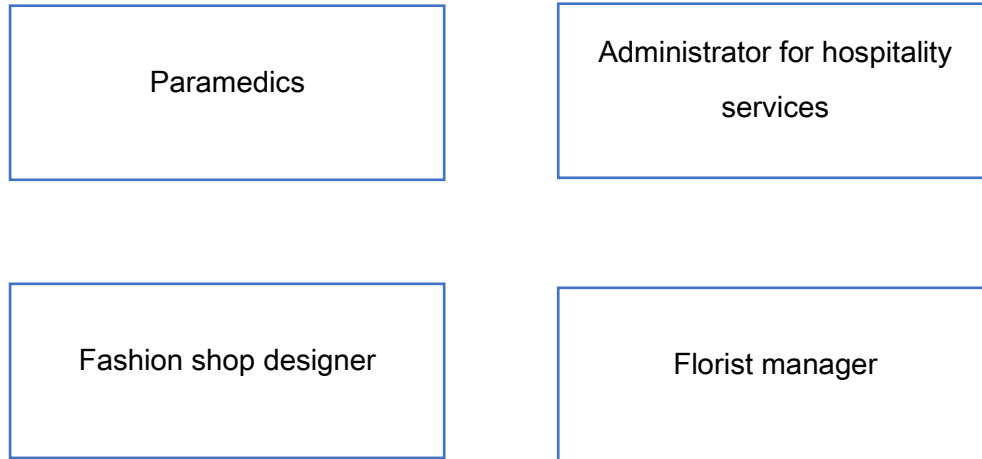 Paramedics
Administrator for hospitality
services
Fashion shop designer
Florist manager